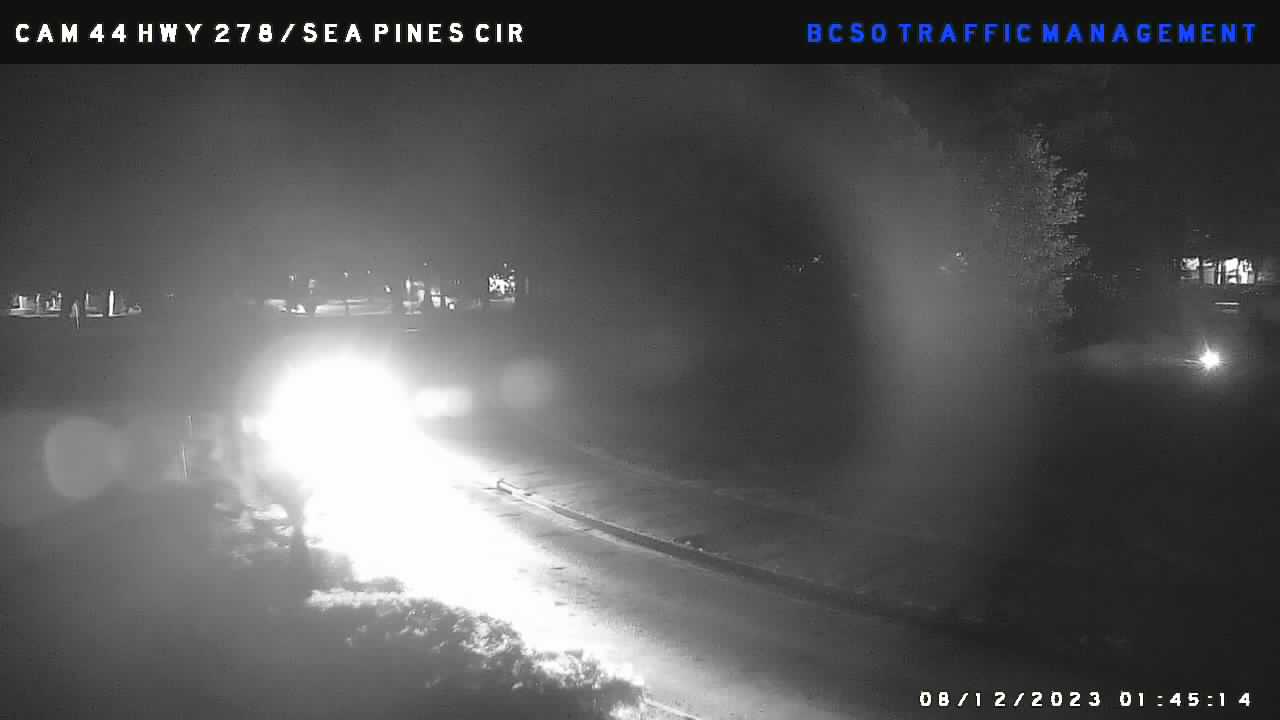 CAM 44 HWY 278/SEA PINES CIR
BCSO TRAFFIC MANAGEMENT
08/12/2023 01:45:14